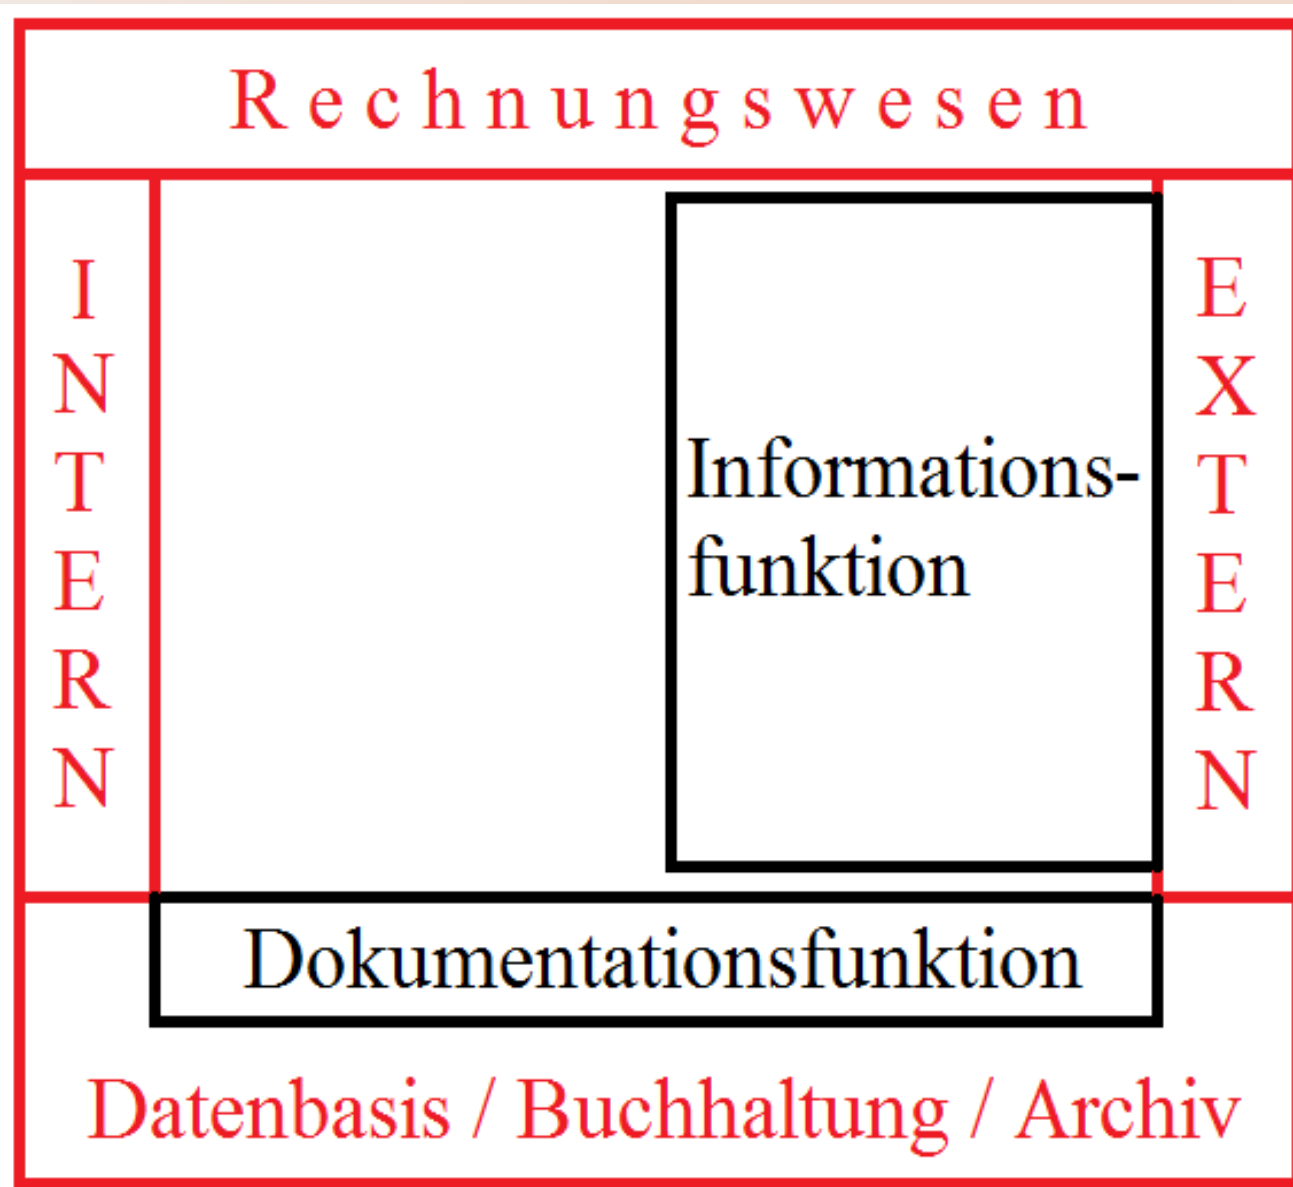 Rechnungswesen
INTERN
EXTERN
Informations-
funktion
Dokumentationsfunktion
Datenbasis / Buchhaltung / Archiv